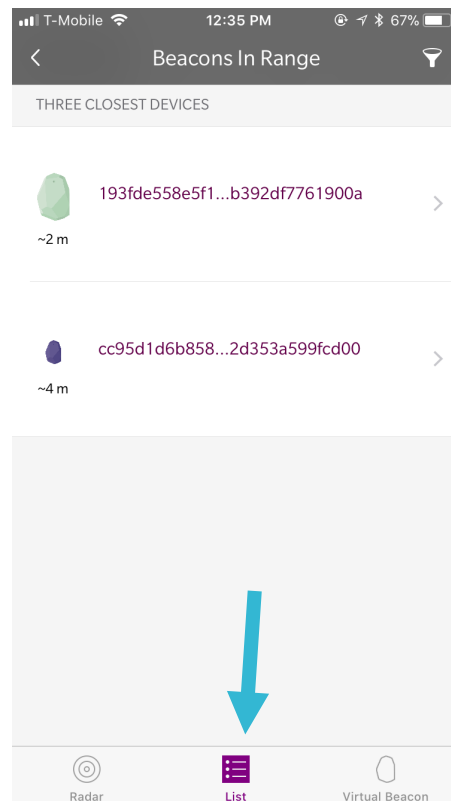 T-Mobile 12:35 PM 67%
Beacons In Range
THREE CLOSEST DEVICES
193fde558e5f1...b392df7761900a
~2 m
cc95d1d6b858...2d353a599fcd00
~4 m
Radar List Virtual Beacon